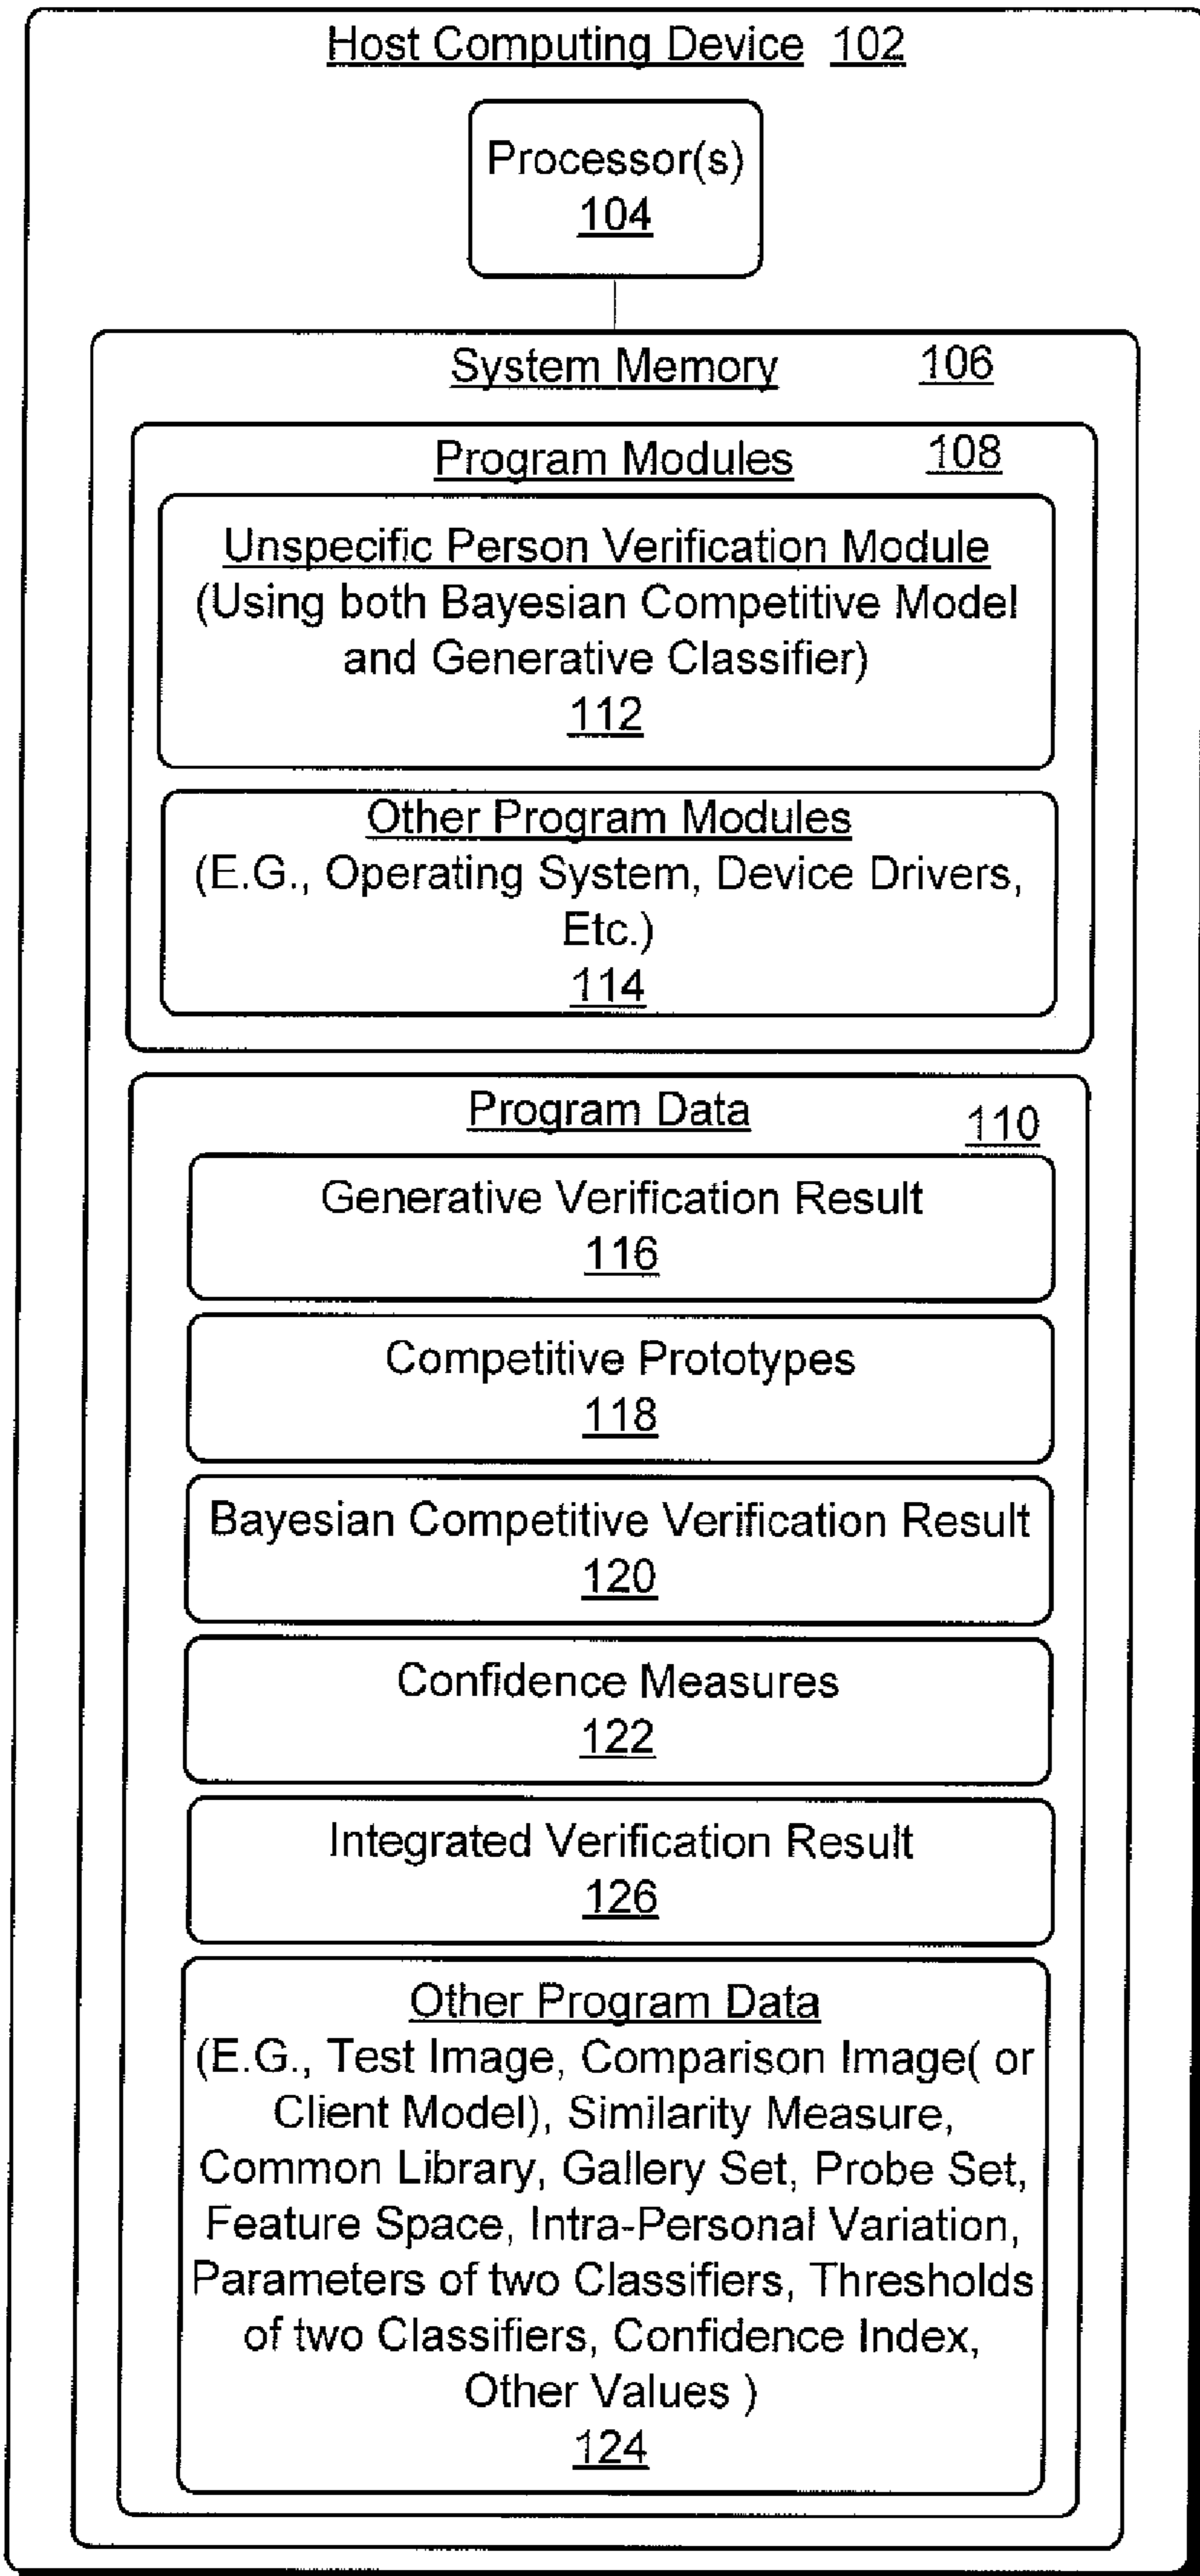 Host Computing Device 102
Processor(s)
104
System Memory 106
Program Modules 108
Unspecific Person Verification Module
(Using both Bayesian Competitive Model
and Generative Classifier)
112
Other Program Modules
(E.G., Operating System, Device Drivers,
Etc.)
114
Program Data 110
Generative Verification Result
116
Competitive Prototypes
118
Bayesian Competitive Verification Result
120
Confidence Measures
122
Integrated Verification Result
126
Other Program Data
(E.G., Test Image, Comparison Image( or
Client Model), Similarity Measure,
Common Library, Gallery Set, Probe Set,
Feature Space, Intra-Personal Variation,
Parameters of two Classifiers, Thresholds
of two Classifiers, Confidence Index,
Other Values )
124